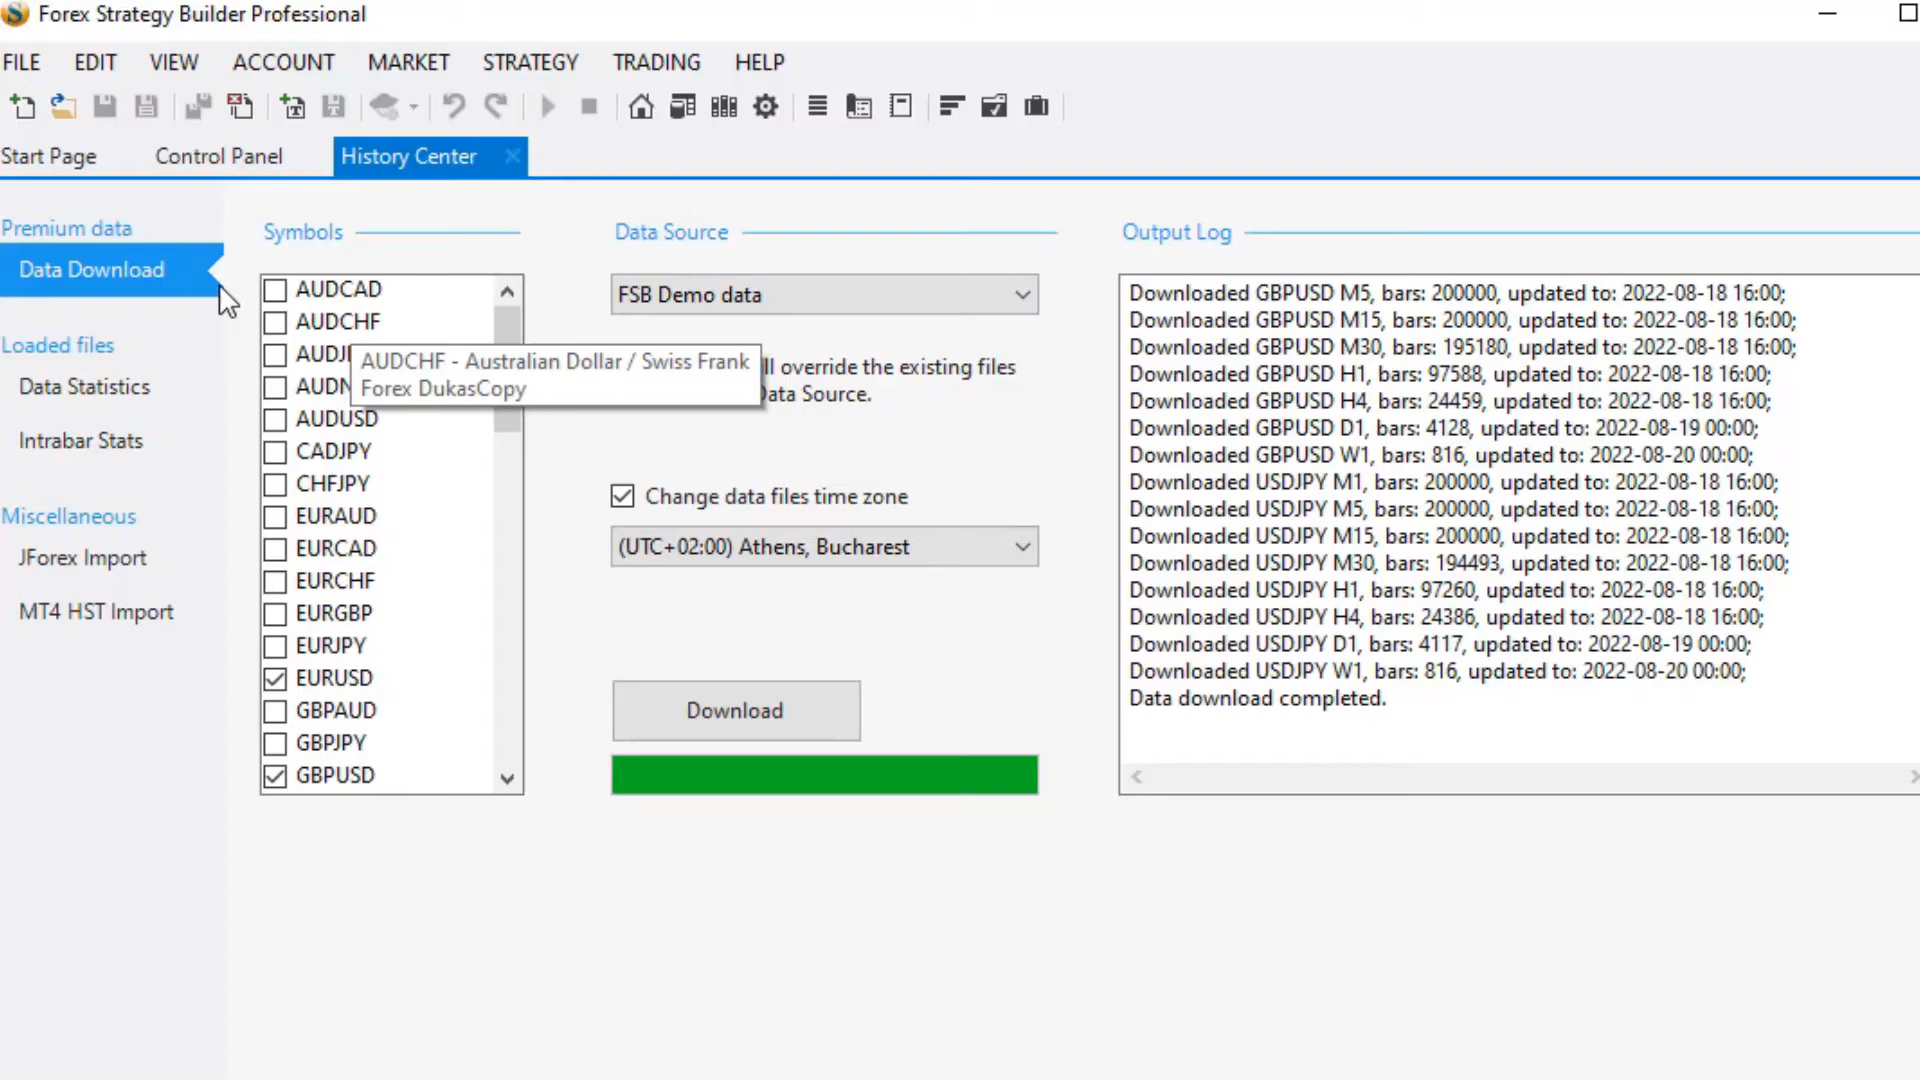 Forex Strategy Builder Professional
FILE EDIT VIEW ACCOUNT MARKET STRATEGY TRADING HELP
Start Page Control Panel History Center
Premium data
Data Download
Loaded files
Data Statistics
Intrabar Stats
Miscellaneous
JForex Import
MT4 HST Import
Symbols
AUDCAD
AUDCHF
AUDUSD
CADJPY
CHFJPY
EURAUD
EURCAD
EURCHF
EURGBP
EURJPY
EURUSD
GBPAUD
GBPJPY
GBPUSD
AUDCHF - Australian Dollar / Swiss Frank
Forex DukasCopy
Data Source
FSB Demo data
override the existing files
Data Source.
Change data files time zone
(UTC+02:00) Athens, Bucharest
Download
Output Log
Downloaded GBPUSD M5, bars: 200000, updated to: 2022-08-18 16:00;
Downloaded GBPUSD M15, bars: 200000, updated to: 2022-08-18 16:00;
Downloaded GBPUSD M30, bars: 195180, updated to: 2022-08-18 16:00;
Downloaded GBPUSD H1, bars: 97588, updated to: 2022-08-18 16:00;
Downloaded GBPUSD H4, bars: 24459, updated to: 2022-08-18 16:00;
Downloaded GBPUSD D1, bars: 4128, updated to: 2022-08-19 00:00;
Downloaded GBPUSD W1, bars: 816, updated to: 2022-08-20 00:00;
Downloaded USDJPY M1, bars: 200000, updated to: 2022-08-18 16:00;
Downloaded USDJPY M5, bars: 200000, updated to: 2022-08-18 16:00;
Downloaded USDJPY M15, bars: 200000, updated to: 2022-08-18 16:00;
Downloaded USDJPY M30, bars: 194493, updated to: 2022-08-18 16:00;
Downloaded USDJPY H1, bars: 97260, updated to: 2022-08-18 16:00;
Downloaded USDJPY H4, bars: 24386, updated to: 2022-08-18 16:00;
Downloaded USDJPY D1, bars: 4117, updated to: 2022-08-19 00:00;
Downloaded USDJPY W1, bars: 816, updated to: 2022-08-20 00:00;
Data download completed.